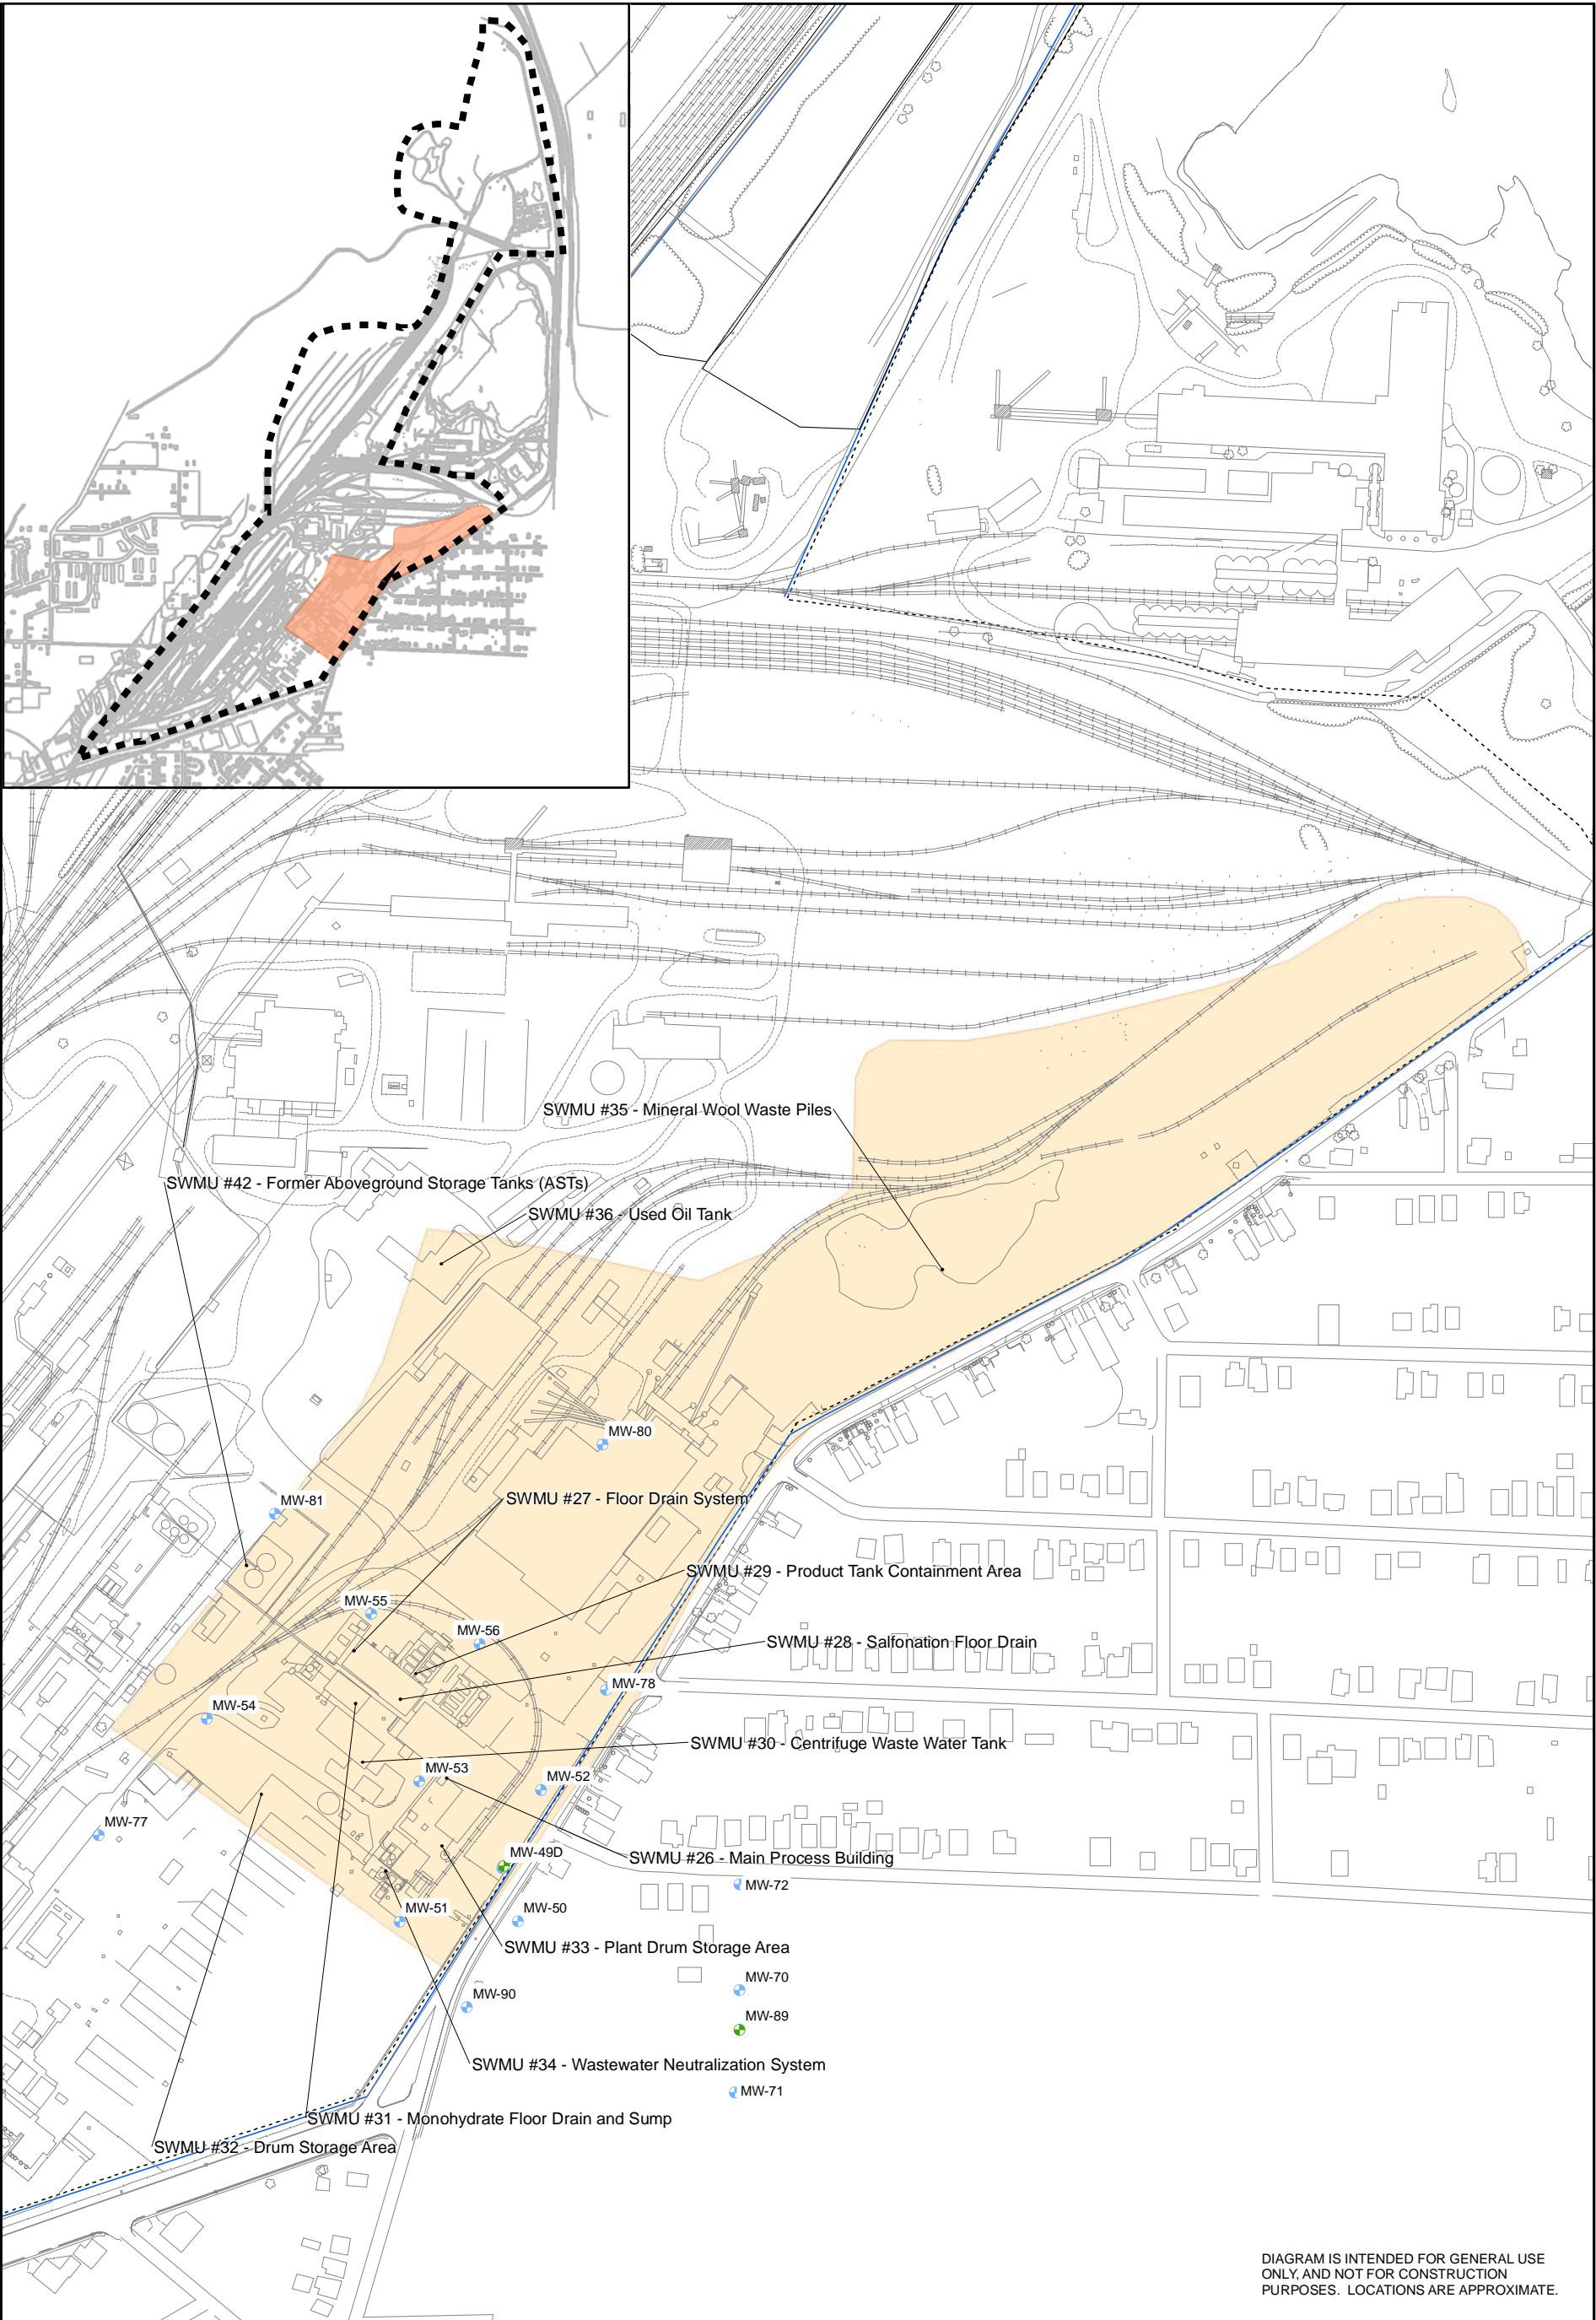 SWMU #35 - Mineral Wool Waste Piles
SWMU #42 - Former Aboveground Storage Tanks (ASTs)
SWMU #36 - Used Oil Tank
MW-80
SWMU #27 - Floor Drain System
MW-81
SWMU #29 - Product Tank Containment Area
MW-55
MW-56
SWMU #28 - Salfonation Floor Drain
MW-78
MW-54
SWMU #30 - Centrifuge Waste Water Tank
MW-53
MW-52
MW-77
MW-49D
SWMU #26 - Main Process Building
MW-72
MW-51
MW-50
SWMU #33 - Plant Drum Storage Area
MW-70
MW-90
MW-89
SWMU #34 - Wastewater Neutralization System
MW-71
SWMU #31 - Monohydrate Floor Drain and Sump
SWMU #32 - Drum Storage Area
DIAGRAM IS INTENDED FOR GENERAL USE
ONLY, AND NOT FOR CONSTRUCTION
PURPOSES.  LOCATIONS ARE APPROXIMATE.